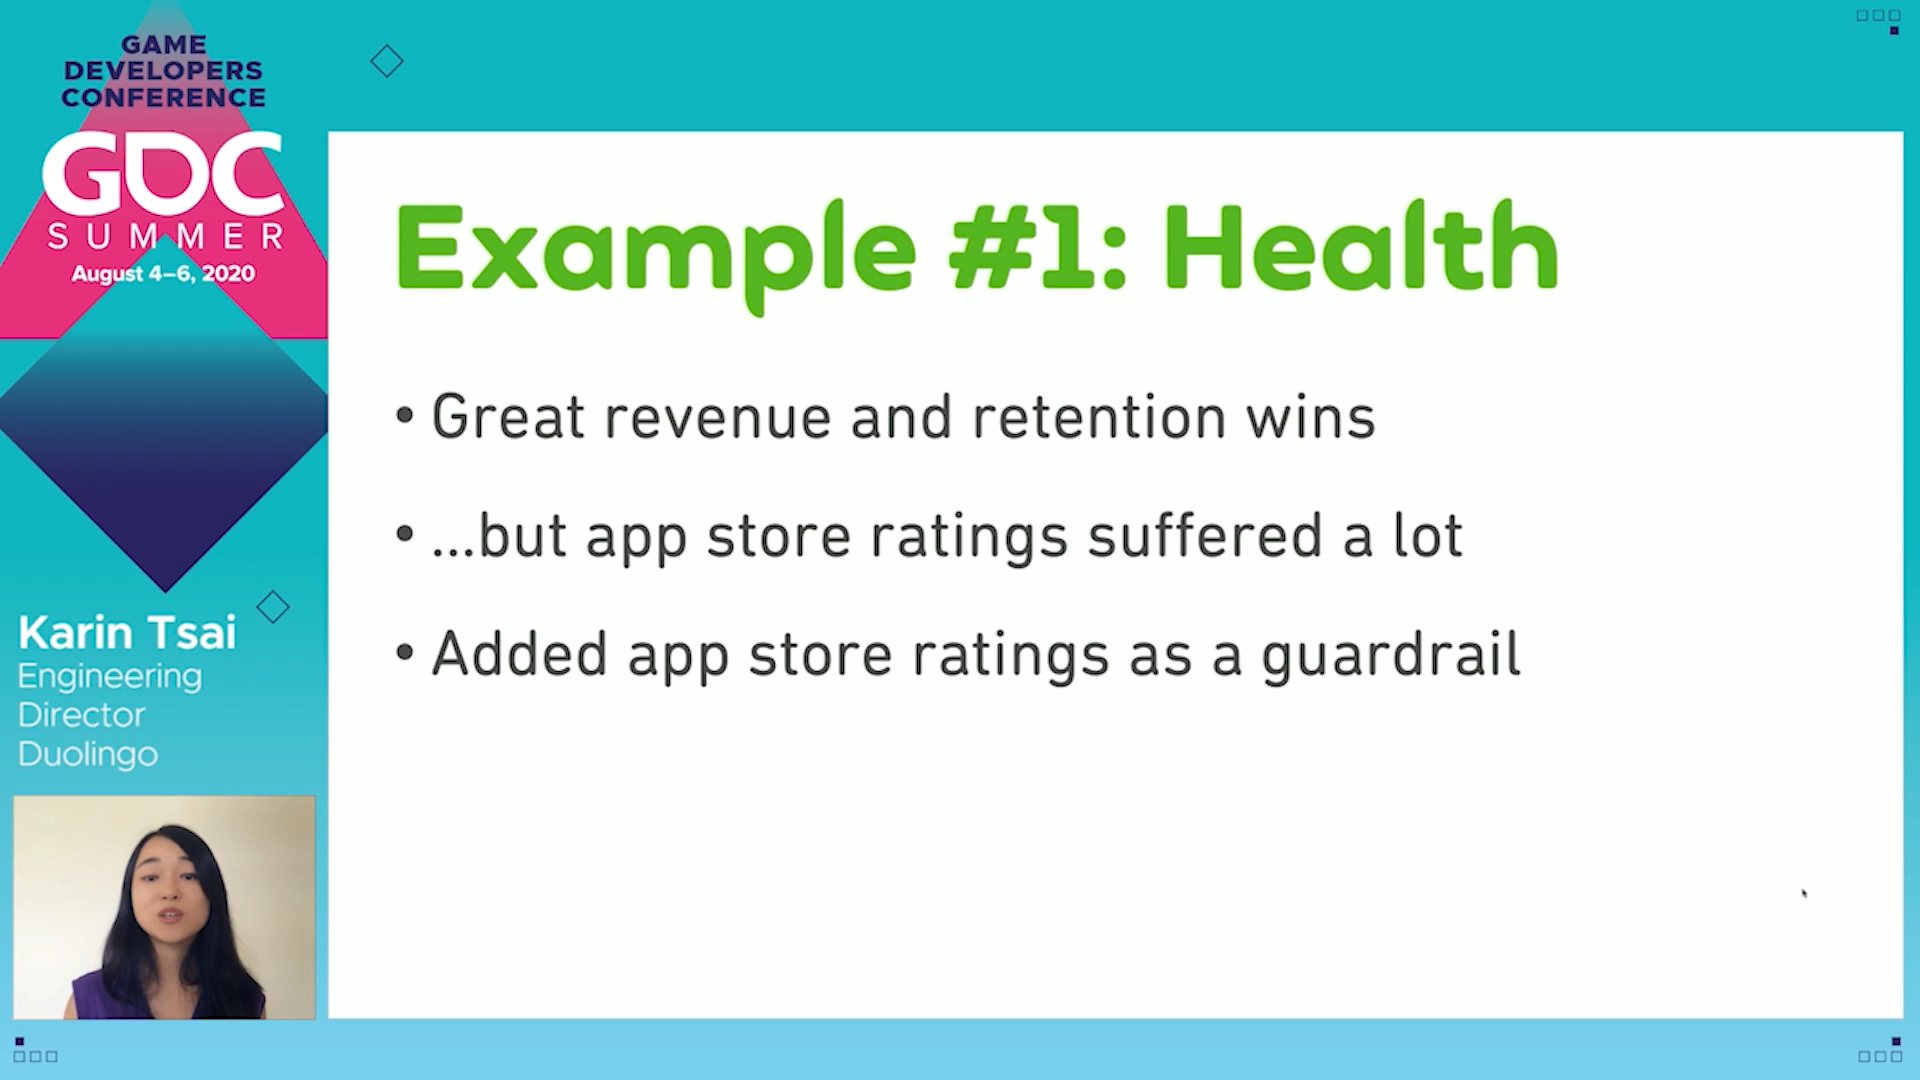 GAME
DEVELOPERS
CONFERENCE
GDC
SUMMER
August 4–6, 2020
Karin Tsai
Engineering
Director
Duolingo
Example #1: Health
• Great revenue and retention wins
• ...but app store ratings suffered a lot
• Added app store ratings as a guardrail